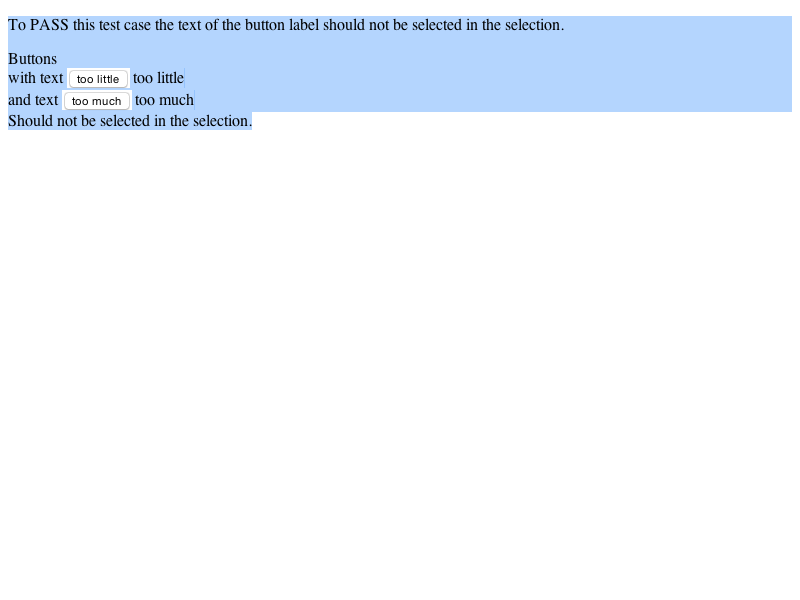 To PASS this test case the text of the button label should not be selected in the selection.
Buttons
with text too little too little
and text too much too much
Should not be selected in the selection.